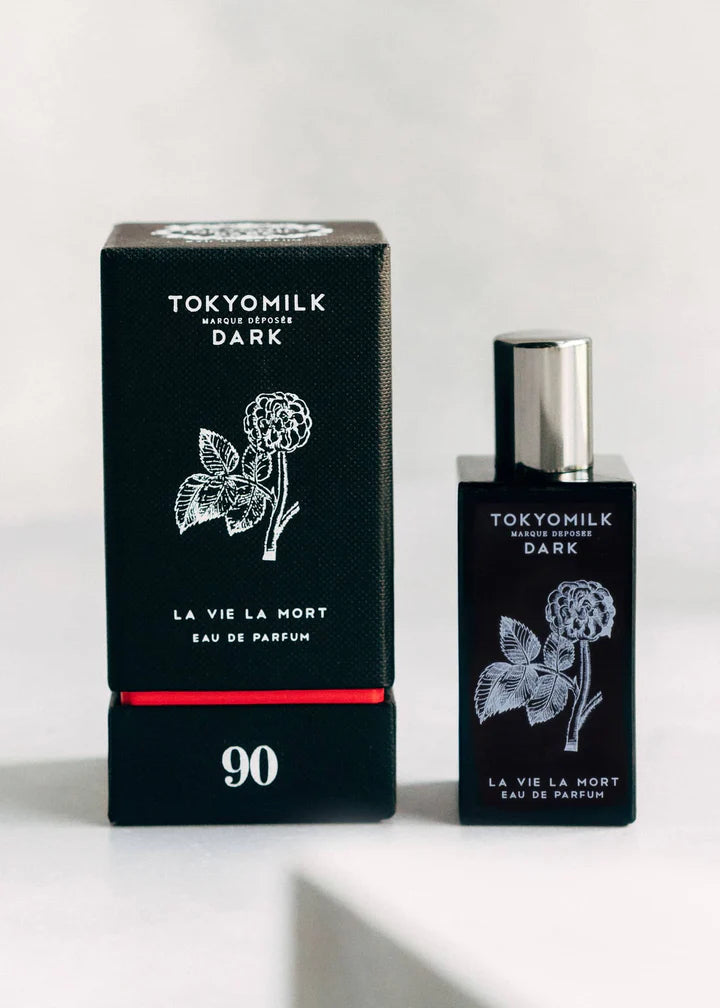 TOKYOMILK
MARQUE DÉPOSÉE
DARK
LA VIE LA MORT
EAU DE PARFUM
90
TOKYOMILK
MARQUE DEPOSEE
DARK
LA VIE LA MORT
EAU DE PARFUM